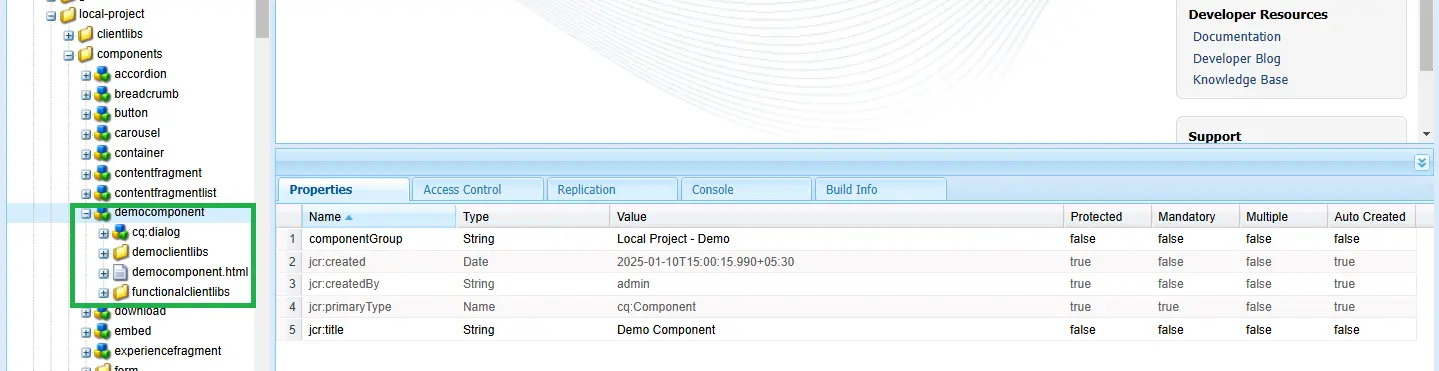 local-project
clientlibs
components
accordion
breadcrumb
button
carousel
container
contentfragment
contentfragmentlist
democomponent
cq:dialog
democlientlibs
democomponent.html
functionalclientlibs
download
embed
experiencefragment
form
Developer Resources
Documentation
Developer Blog
Knowledge Base
Support
Properties Access Control Replication Console Build Info
Name Type Value Protected Mandatory Multiple Auto Created
1 componentGroup String Local Project - Demo false false false false
2 jcr:created Date 2025-01-10T15:00:15.990+05:30 true false false true
3 jcr:createdBy String admin true false false true
4 jcr:primaryType Name cq:Component true true false true
5 jcr:title String Demo Component false false false false